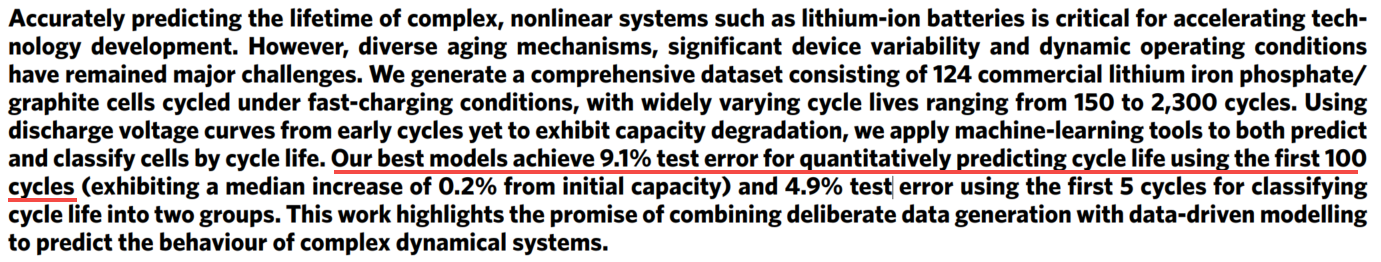 Accurately predicting the lifetime of complex, nonlinear systems such as lithium-ion batteries is critical for accelerating tech-
nology development. However, diverse aging mechanisms, significant device variability and dynamic operating conditions
have remained major challenges. We generate a comprehensive dataset consisting of 124 commercial lithium iron phosphate/
graphite cells cycled under fast-charging conditions, with widely varying cycle lives ranging from 150 to 2,300 cycles. Using
discharge voltage curves from early cycles yet to exhibit capacity degradation, we apply machine-learning tools to both predict
and classify cells by cycle life. Our best models achieve 9.1% test error for quantitatively predicting cycle life using the first 100
cycles (exhibiting a median increase of 0.2% from initial capacity) and 4.9% test error using the first 5 cycles for classifying
cycle life into two groups. This work highlights the promise of combining deliberate data generation with data-driven modelling
to predict the behaviour of complex dynamical systems.